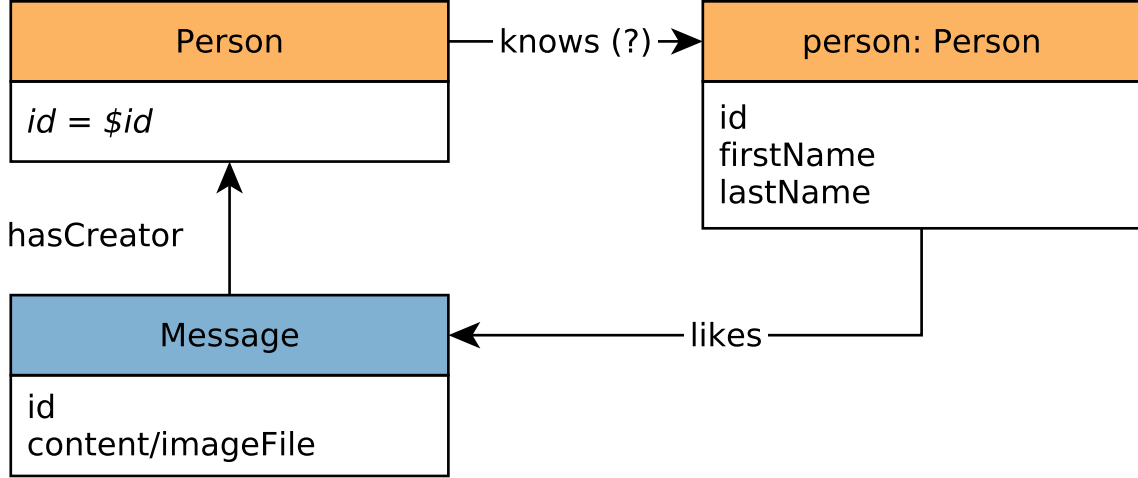 Person
id = $id
knows (?)
person: Person
id
firstName
lastName
hasCreator
Message
id
content/imageFile
likes